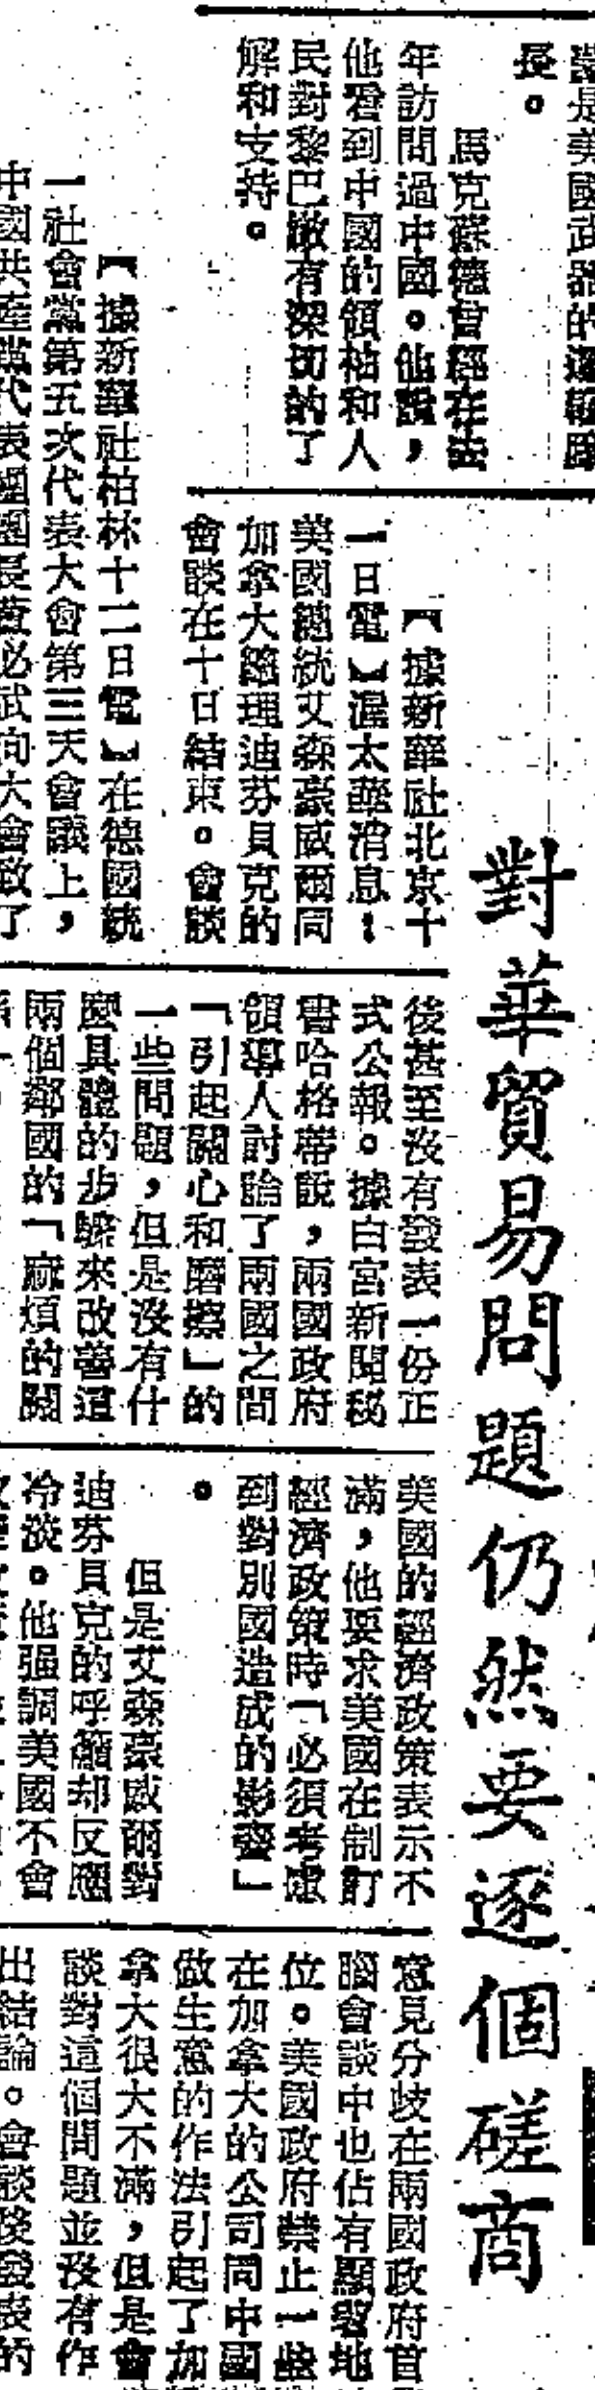 是美國武器的運輸隊
長。
馬克蘇德曾經在去
年訪問過中國。他說，
他看到中國的領袖和人
民對黎巴嫩有深切的了
解和支持。
對華貿易問題仍然要逐個磋商
【據新華社北京十
一日電】渥太華消息：
美國總統艾森豪威爾同
加拿大總理迪芬貝克的
會談在十日結束。會談
後甚至沒有發表一份正
式公報。據白宮新聞秘
書哈格蒂說，兩國政府
領導人討論了兩國之間
「引起關心和磨擦」的
一些問題，但是沒有什
麼具體的步驟來改善這
兩個鄰國的「麻煩的關
美國的經濟政策表示不
滿，他要求美國在制訂
經濟政策時「必須考慮
到對別國造成的影響」
。
但是艾森豪威爾對
迪芬貝克的呼籲却反應
冷淡。他强調美國不會
意見分歧在兩國政府首
腦會談中也佔有顯著地
位。美國政府禁止一些
在加拿大的公司同中國
做生意的作法引起了加
拿大很大不滿，但是會
談對這個問題並沒有作
出結論。會談後發表的
【據新華社柏林十二日電】在德國統
一社會黨第五次代表大會第三天會議上，
中國共產黨代表團團長董必武向大會致了